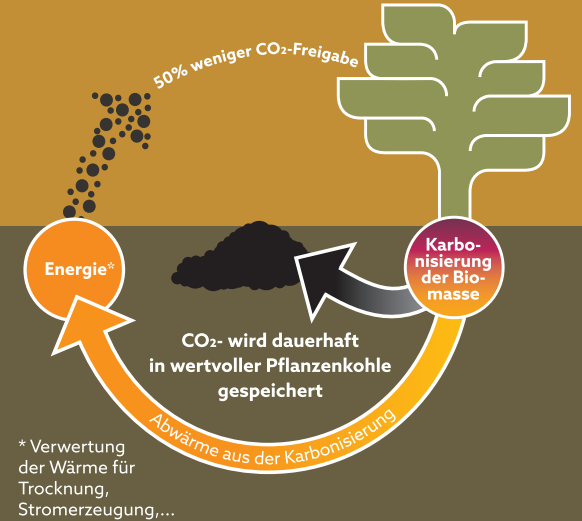 50% weniger CO₂-Freigabe
Karbo-
nisierung
der Bio-
masse
Energie*
CO₂- wird dauerhaft
in wertvoller Pflanzenkohle
gespeichert
Abwärme aus der Karbonisierung
* Verwertung
der Wärme für
Trocknung,
Stromerzeugung,...